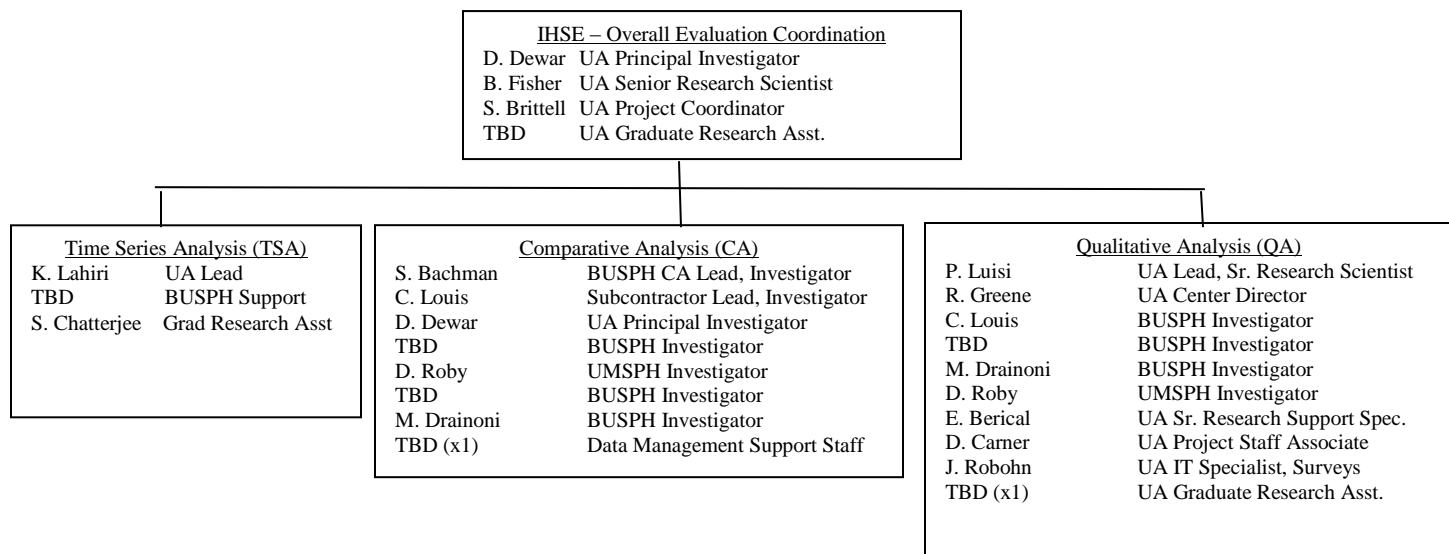 IHSE – Overall Evaluation Coordination
D. Dewar UA Principal Investigator
B. Fisher UA Senior Research Scientist
S. Brittell UA Project Coordinator
TBD UA Graduate Research Asst.
Time Series Analysis (TSA)
K. Lahiri UA Lead
TBD BUSPH Support
S. Chatterjee Grad Research Asst
Comparative Analysis (CA)
S. Bachman BUSPH CA Lead, Investigator
C. Louis Subcontractor Lead, Investigator
D. Dewar UA Principal Investigator
TBD BUSPH Investigator
D. Roby UMSPH Investigator
TBD BUSPH Investigator
M. Drainoni BUSPH Investigator
TBD (x1) Data Management Support Staff
Qualitative Analysis (QA)
P. Luisi UA Lead, Sr. Research Scientist
R. Greene UA Center Director
C. Louis BUSPH Investigator
TBD BUSPH Investigator
M. Drainoni BUSPH Investigator
D. Roby UMSPH Investigator
E. Berical UA Sr. Research Support Spec.
D. Carner UA Project Staff Associate
J. Robohn UA IT Specialist, Surveys
TBD (x1) UA Graduate Research Asst.